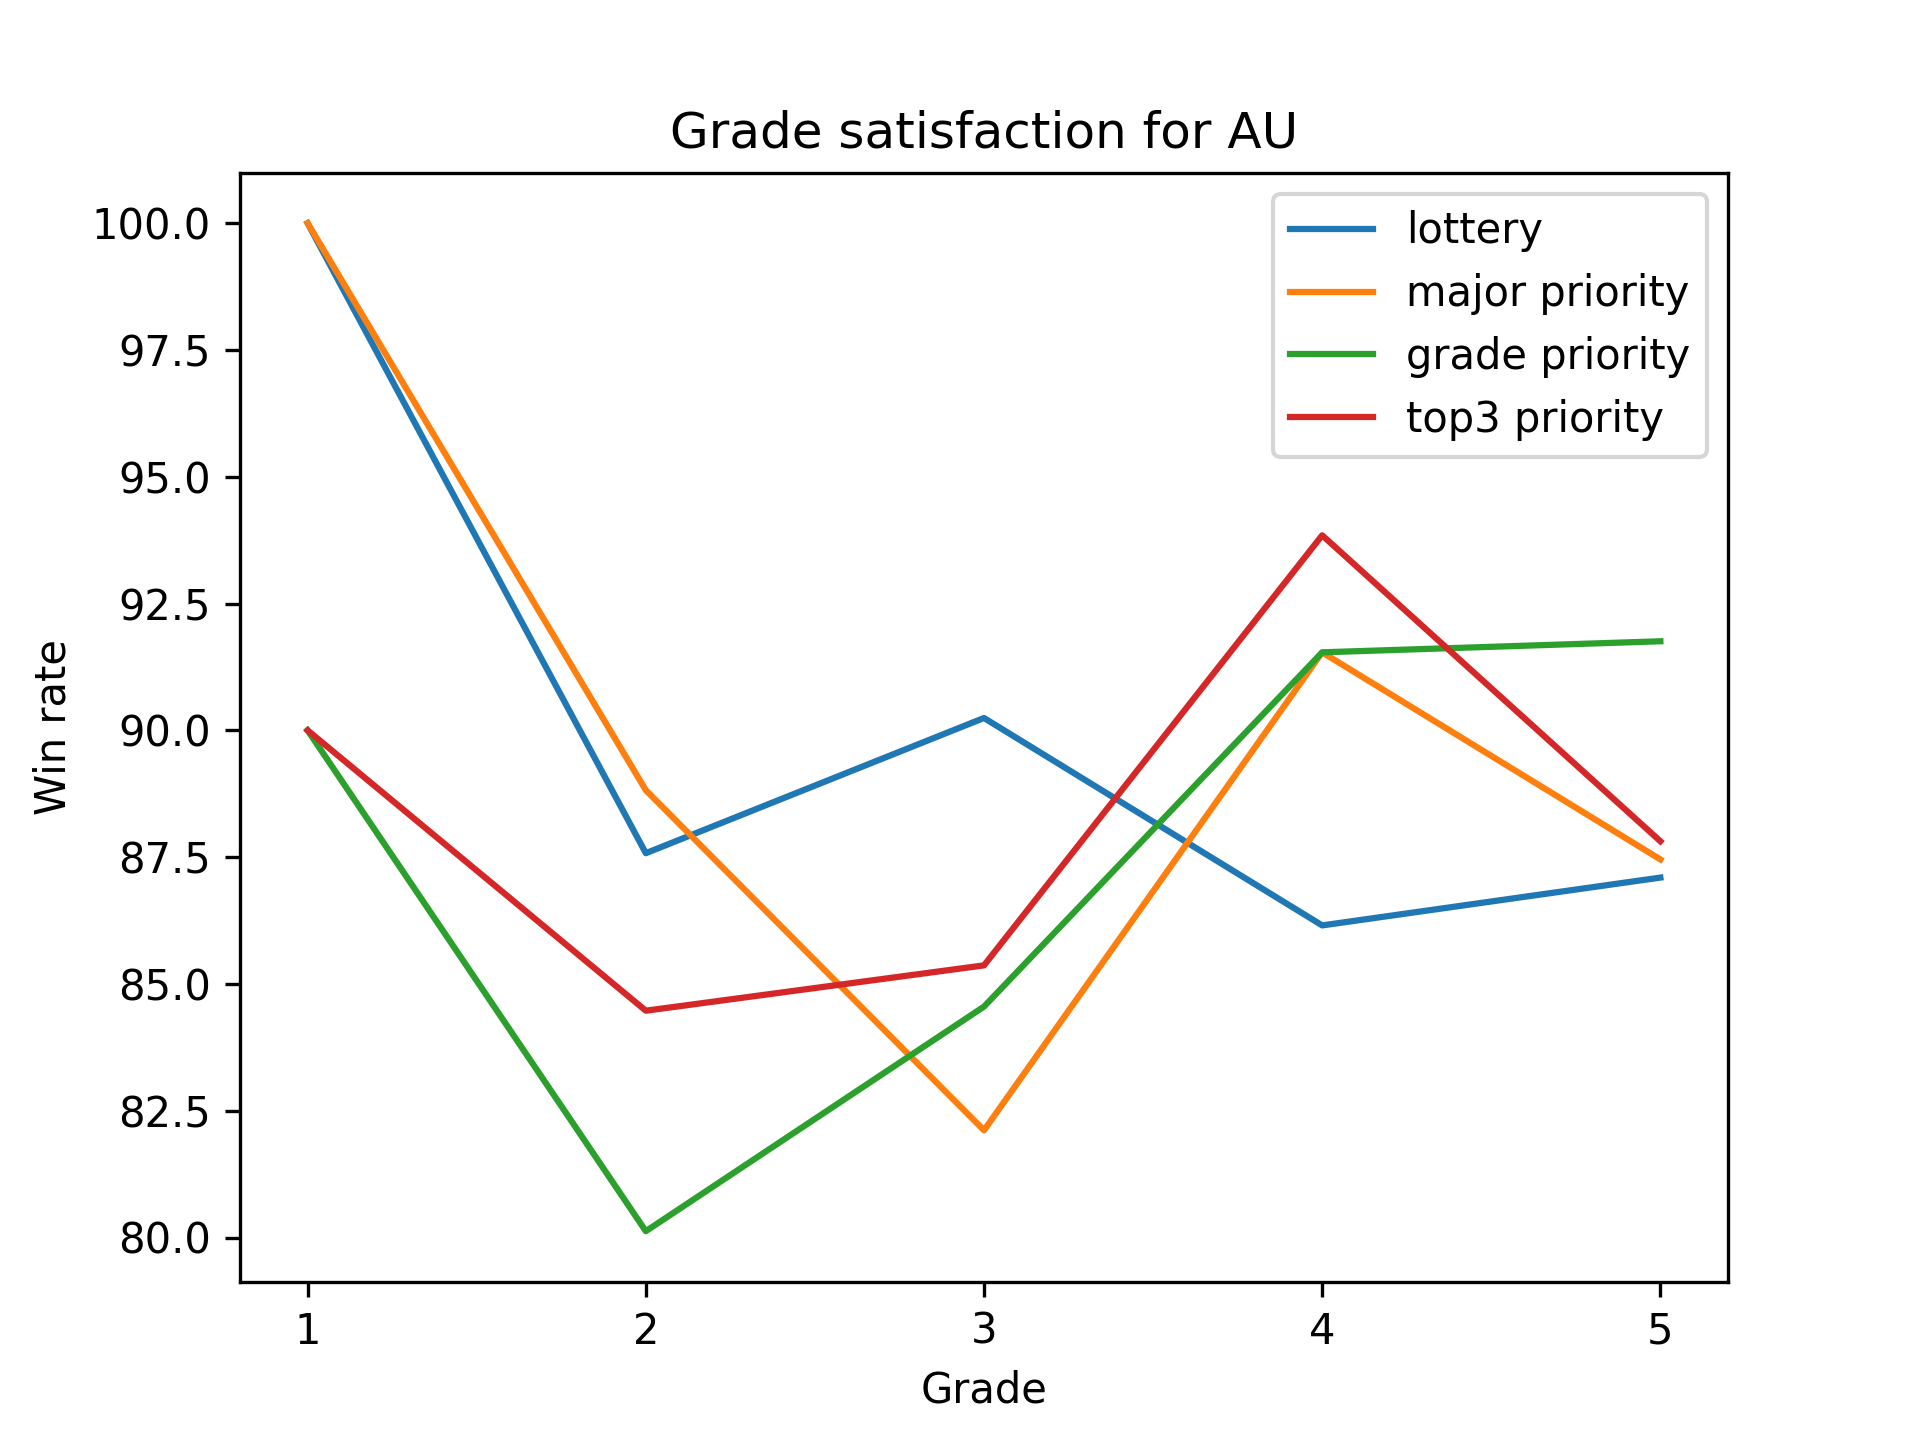 Grade satisfaction for AU
lottery
major priority
grade priority
top3 priority
Win rate
100.0
97.5
95.0
92.5
90.0
87.5
85.0
82.5
80.0
1 2 3 4 5
Grade